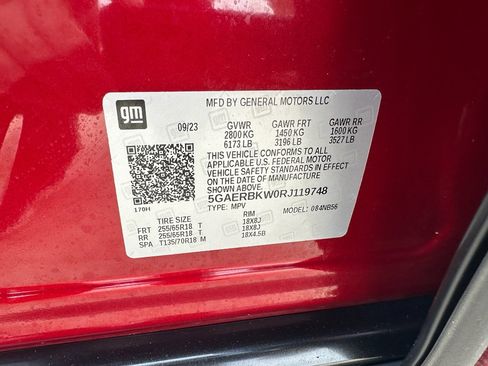 gm
MFD BY GENERAL MOTORS LLC
09/23 GVWR GAWR FRT GAWR RR
2800 KG 1450 KG 1600 KG
6173 LB 3196 LB 3527 LB
THIS VEHICLE CONFORMS TO ALL
APPLICABLE U.S. FEDERAL MOTOR
VEHICLE SAFETY STANDARDS IN EFFECT
ON THE DATE OF MANUFACTURE SHOWN ABOVE.
5GAERBKW0RJ119748
170H TYPE: MPV MODEL: 084NB56
TIRE SIZE RIM
FRT 255/65R18 T 18X8J
RR 255/65R18 T 18X8J
SPA T135/70R18 M 18X4.5B